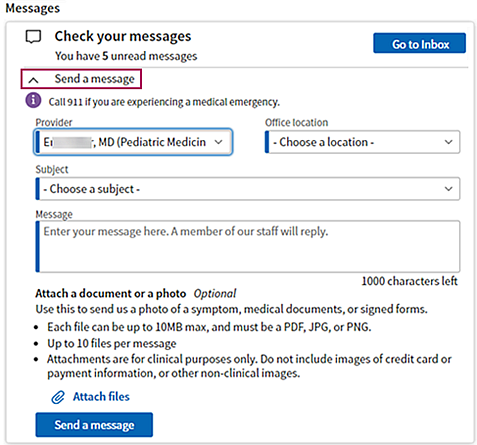 Messages
Check your messages
You have 5 unread messages
Go to Inbox
Send a message
Call 911 if you are experiencing a medical emergency.
Provider
Office location
, MD (Pediatric Medicin
- Choose a location -
Subject
- Choose a subject -
Message
Enter your message here. A member of our staff will reply.
1000 characters left
Attach a document or a photo Optional
Use this to send us a photo of a symptom, medical documents, or signed forms.
• Each file can be up to 10MB max, and must be a PDF, JPG, or PNG.
• Up to 10 files per message
• Attachments are for clinical purposes only. Do not include images of credit card or
payment information, or other non-clinical images.
Attach files
Send a message